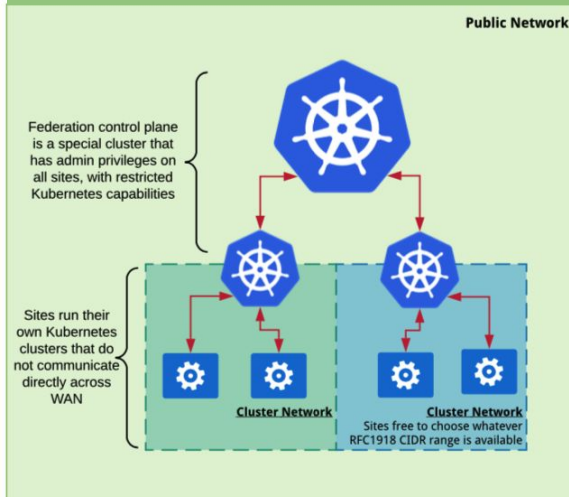 Public Network
Federation control plane
is a special cluster that
has admin privileges on
all sites, with restricted
Kubernetes capabilities
Sites run their
own Kubernetes
clusters that do
not communicate
directly across
WAN
Cluster Network
Cluster Network
Sites free to choose whatever
RFC1918 CIDR range is available